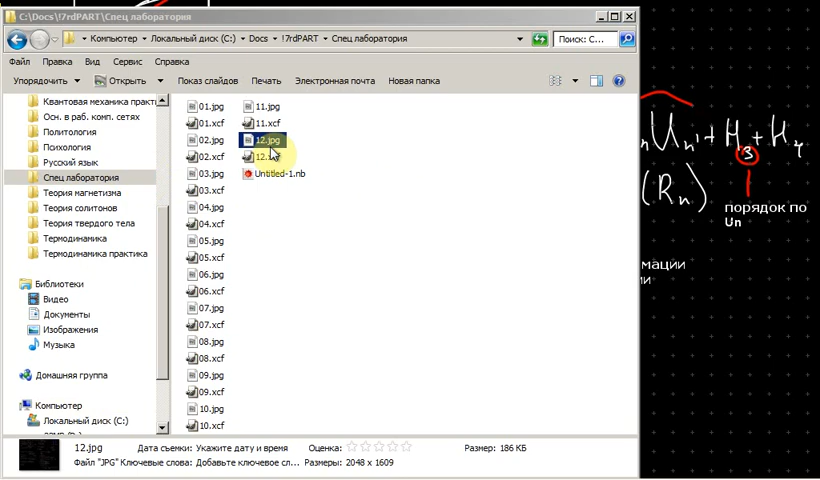 C:\Docs\!7rdPART\Спец лаборатория
Компьютер Локальный диск (C:) Docs !7rdPART Спец лаборатория
Поиск: С...
Файл Правка Вид Сервис Справка
Упорядочить Открыть Показ слайдов Печать Электронная почта Новая папка
Квантовая механика практ
Осн. в раб. комп. сетях
Политология
Психология
Русский язык
Спец лаборатория
Теория магнетизма
Теория солитонов
Теория твердого тела
Термодинамика
Термодинамика практика
Библиотеки
Видео
Документы
Изображения
Музыка
Домашняя группа
Компьютер
Локальный диск (C:)
01.jpg
01.xcf
02.jpg
02.xcf
03.jpg
03.xcf
04.jpg
04.xcf
05.jpg
05.xcf
06.jpg
06.xcf
07.jpg
07.xcf
08.jpg
08.xcf
09.jpg
09.xcf
10.jpg
10.xcf
11.jpg
11.xcf
12.jpg
12.xcf
Untitled-1.nb
12.jpg Дата съемки: Укажите дату и время Оценка: Размер: 186 КБ
Файл "JPG" Ключевые слова: Добавьте ключевое сл... Размеры: 2048 x 1609
n Un' + H3 + H4
(Rn)
порядок по
Un
мации
и